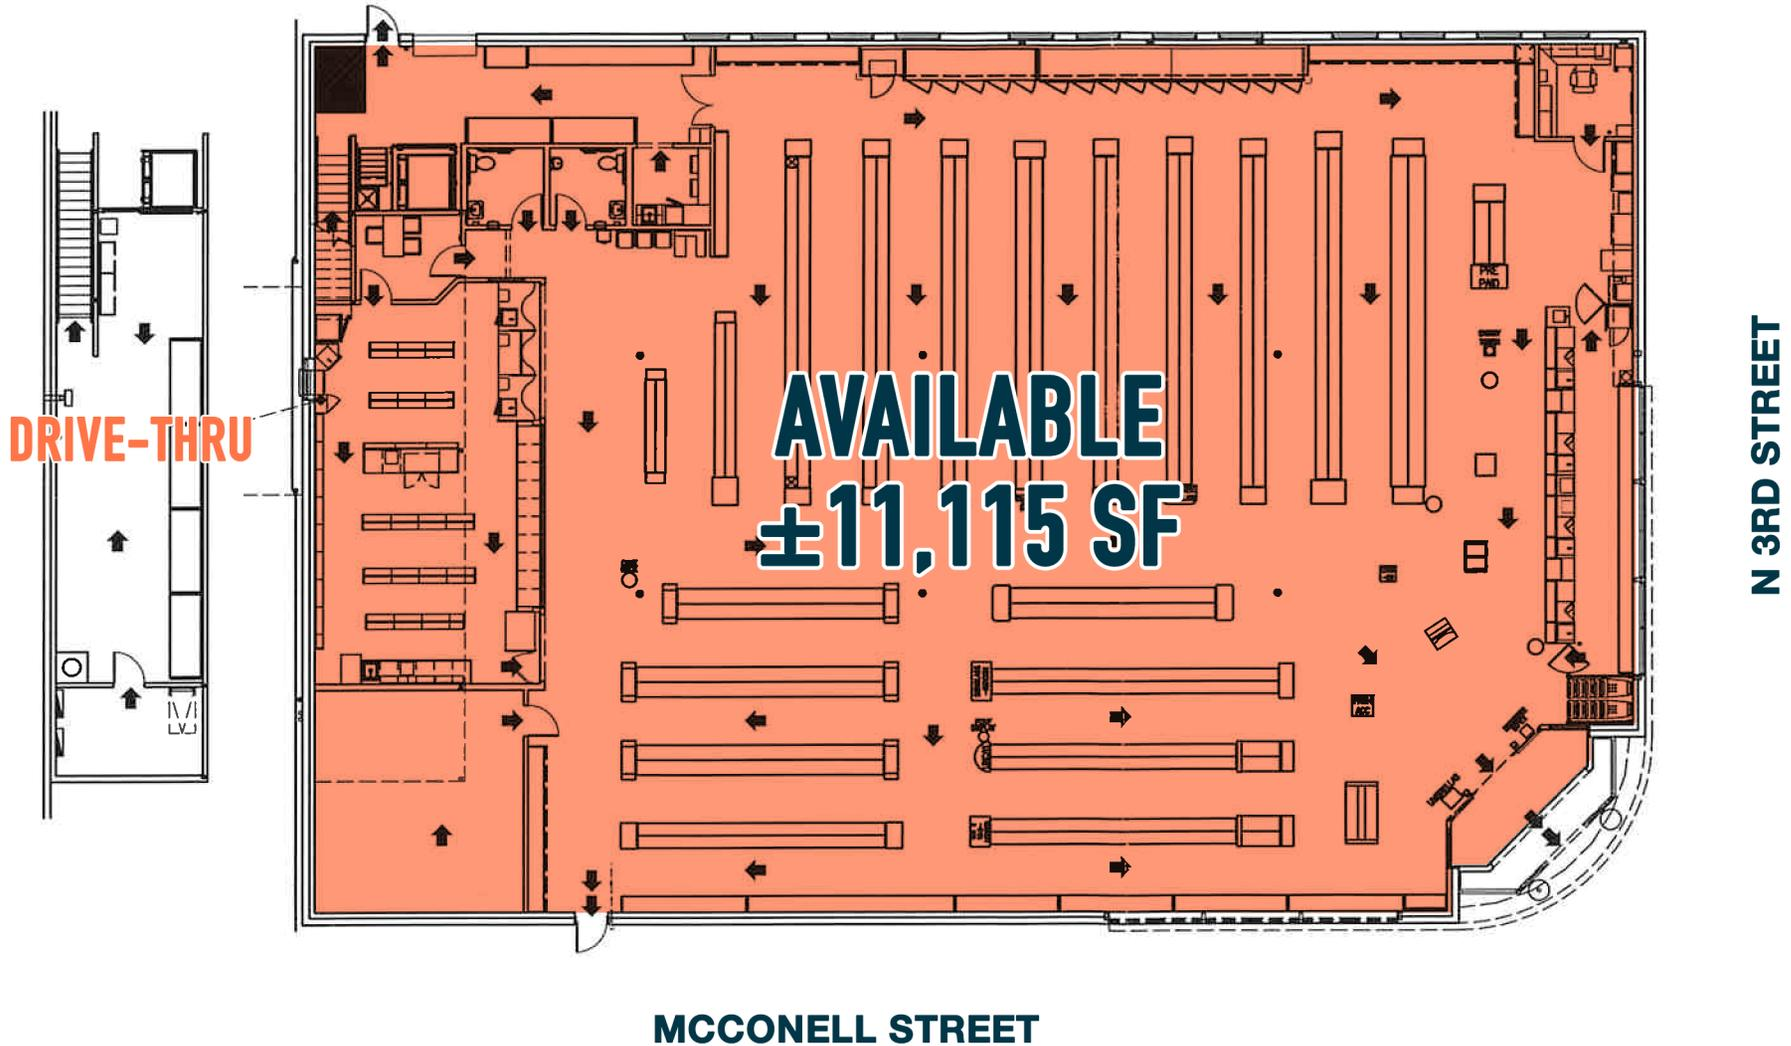 PRE
PAID
DRIVE-THRU
AVAILABLE
±11,115 SF
N 3RD STREET
MCCONELL STREET